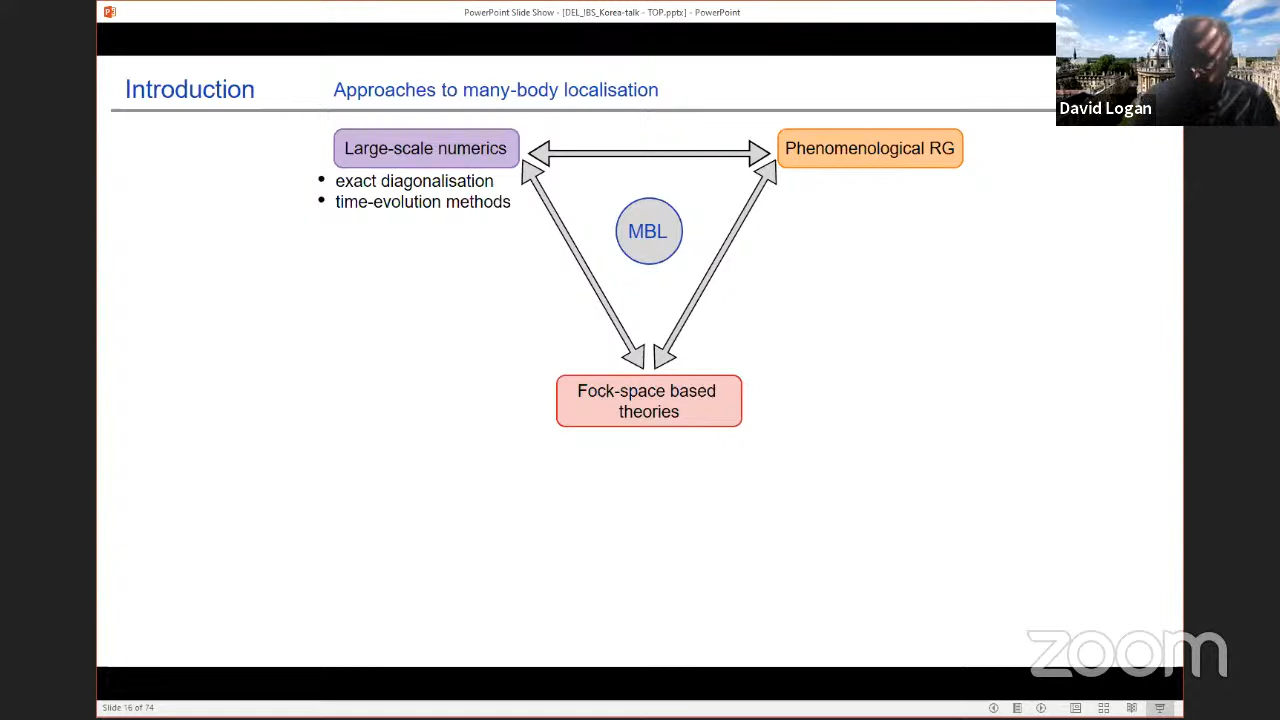 PowerPoint Slide Show - [DEL_IBS_Korea-talk - TOP.pptx] - PowerPoint
David Logan
Introduction
Approaches to many-body localisation
Large-scale numerics
Phenomenological RG
• exact diagonalisation
• time-evolution methods
MBL
Fock-space based
theories
zoom
Slide 16 of 74